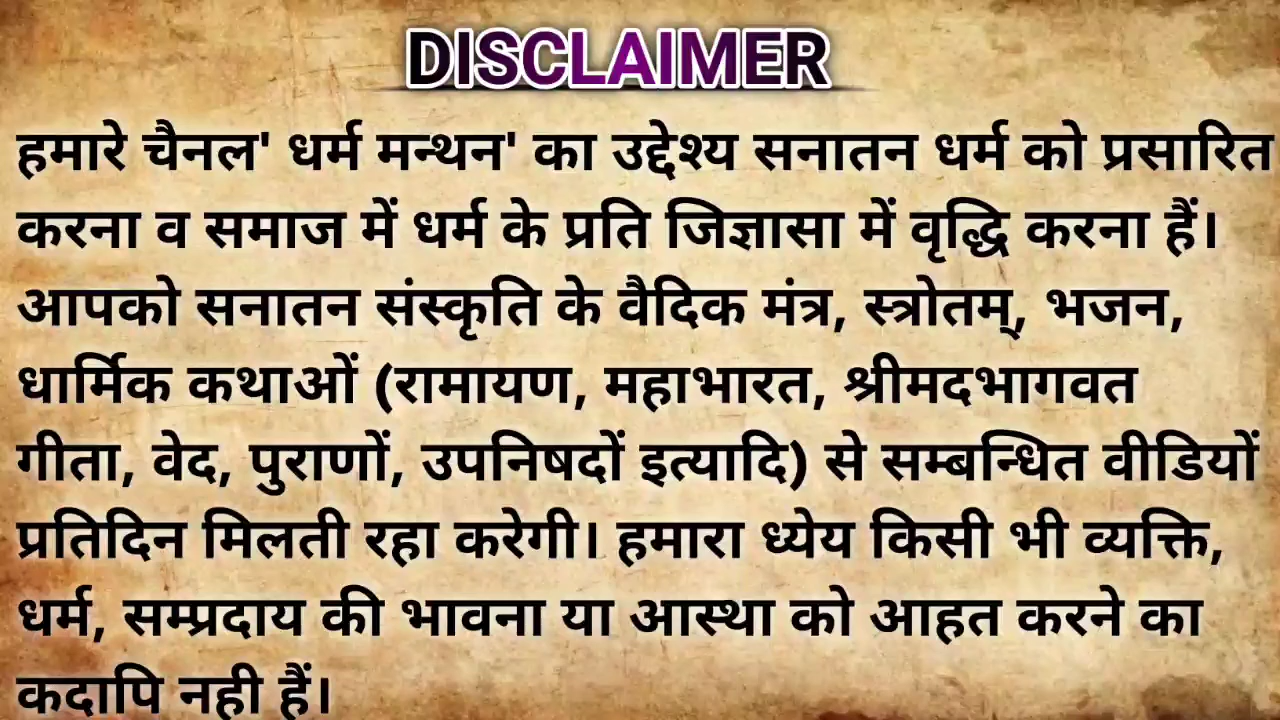 DISCLAIMER
हमारे चैनल' धर्म मन्थन' का उद्देश्य सनातन धर्म को प्रसारित
करना व समाज में धर्म के प्रति जिज्ञासा में वृद्धि करना हैं।
आपको सनातन संस्कृति के वैदिक मंत्र, स्त्रोतम्, भजन,
धार्मिक कथाओं (रामायण, महाभारत, श्रीमदभागवत
गीता, वेद, पुराणों, उपनिषदों इत्यादि) से सम्बन्धित वीडियों
प्रतिदिन मिलती रहा करेगी। हमारा ध्येय किसी भी व्यक्ति,
धर्म, सम्प्रदाय की भावना या आस्था को आहत करने का
कदापि नही हैं।